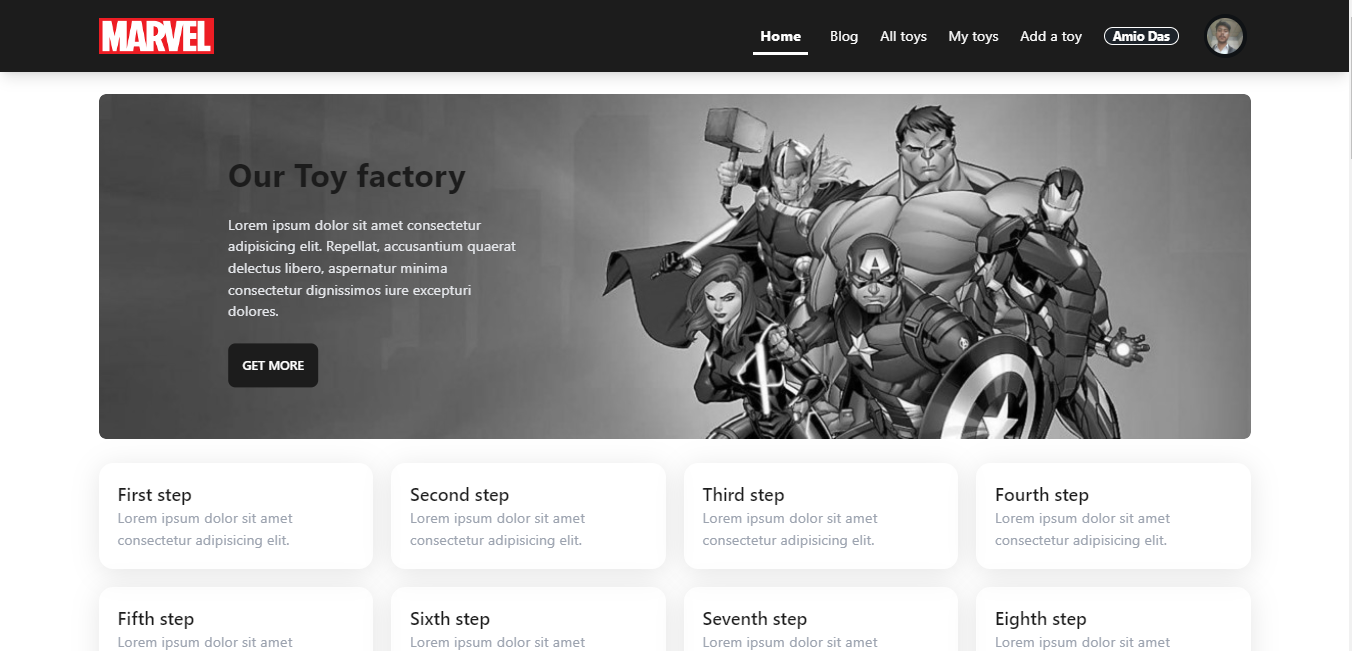 MARVEL
Home Blog All toys My toys Add a toy Amio Das
Our Toy factory
Lorem ipsum dolor sit amet consectetur
adipisicing elit. Repellat, accusantium quaerat
delectus libero, aspernatur minima
consectetur dignissimos iure excepturi
dolores.
GET MORE
First step
Lorem ipsum dolor sit amet
consectetur adipisicing elit.
Second step
Lorem ipsum dolor sit amet
consectetur adipisicing elit.
Third step
Lorem ipsum dolor sit amet
consectetur adipisicing elit.
Fourth step
Lorem ipsum dolor sit amet
consectetur adipisicing elit.
Fifth step
Lorem ipsum dolor sit amet
Sixth step
Lorem ipsum dolor sit amet
Seventh step
Lorem ipsum dolor sit amet
Eighth step
Lorem ipsum dolor sit amet